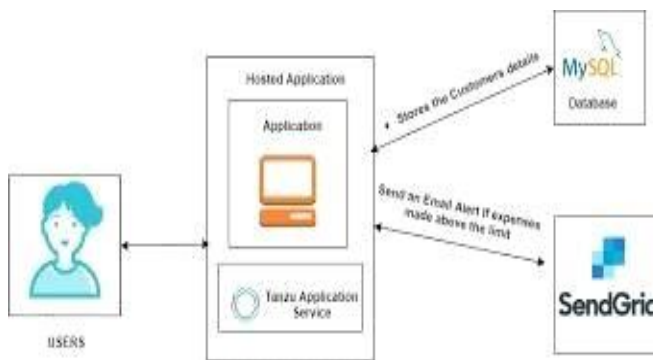 Hosted Application
Application
Tanzu Application
Service
USERS
Stores the Customers details
MySQL
Database
Send an Email Alert if expenses
made above the limit
SendGrid